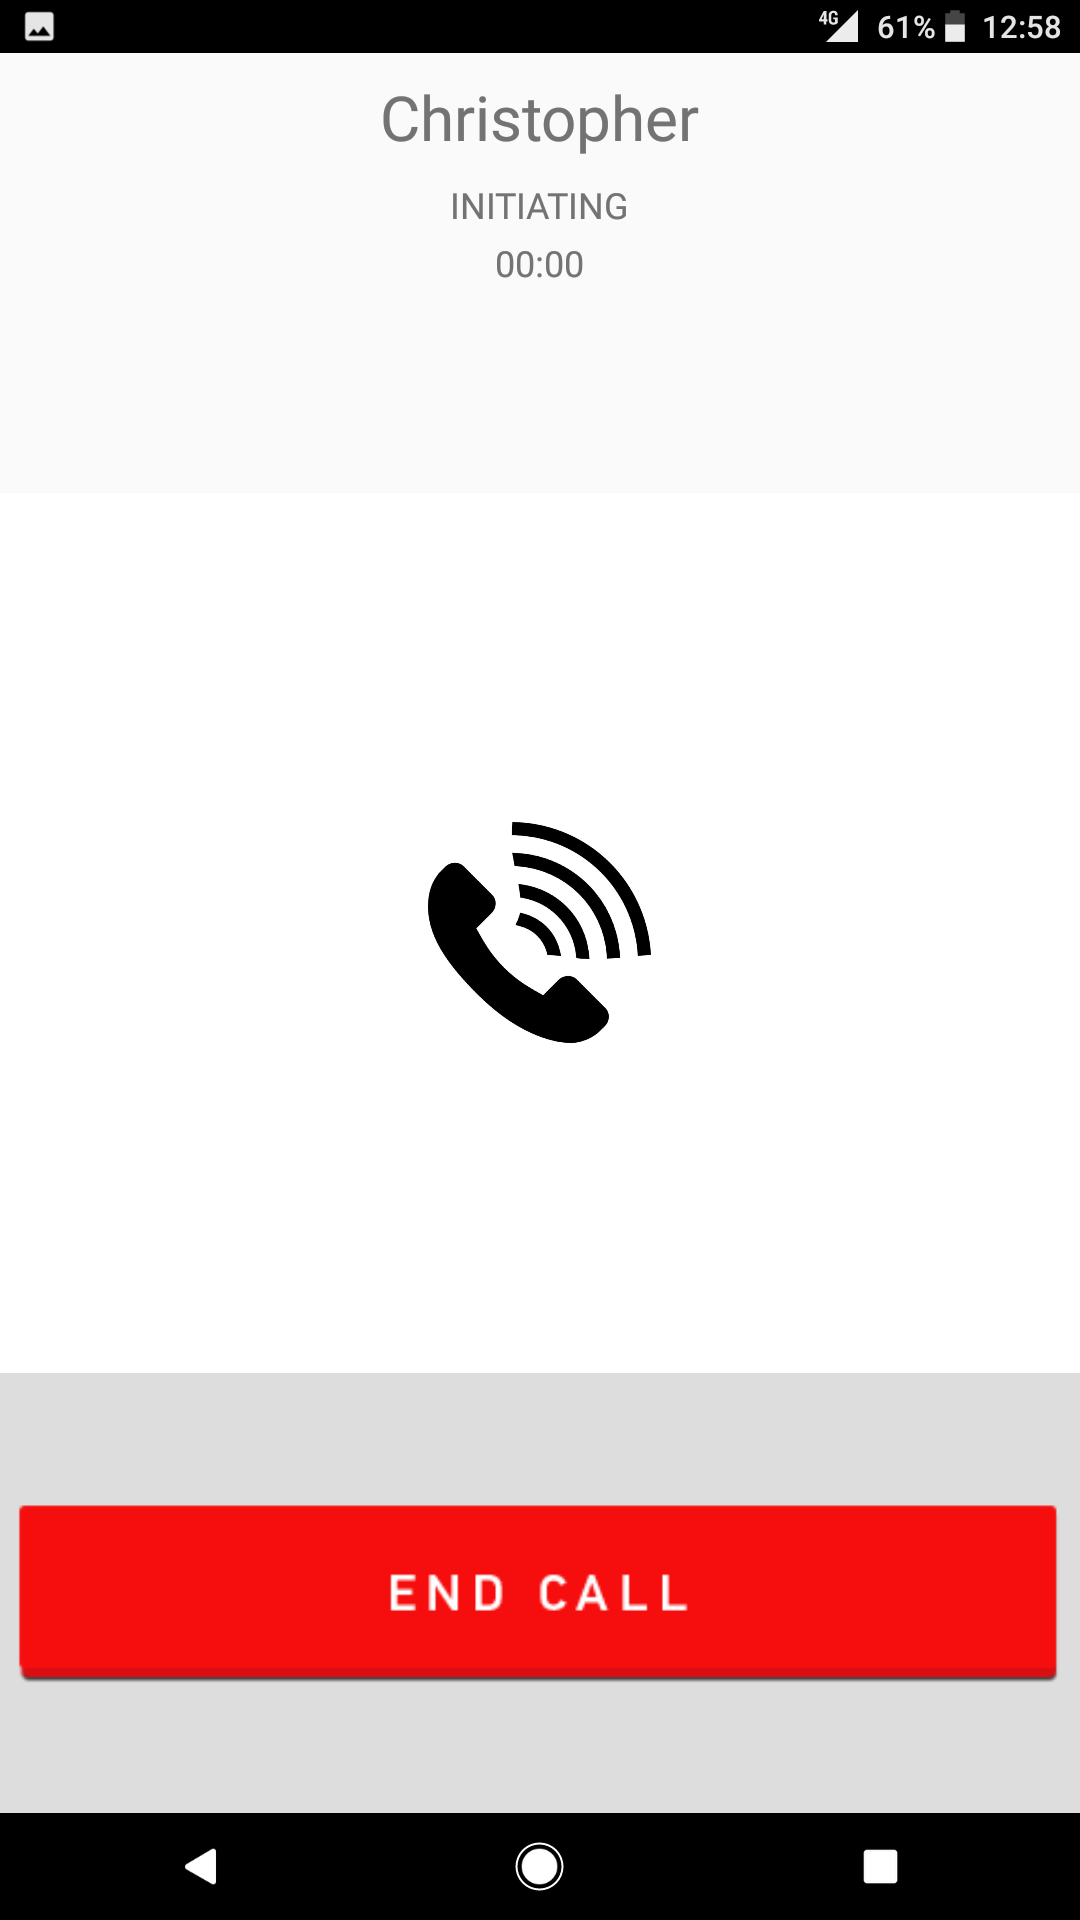 4G 61% 12:58
Christopher
INITIATING
00:00
END CALL